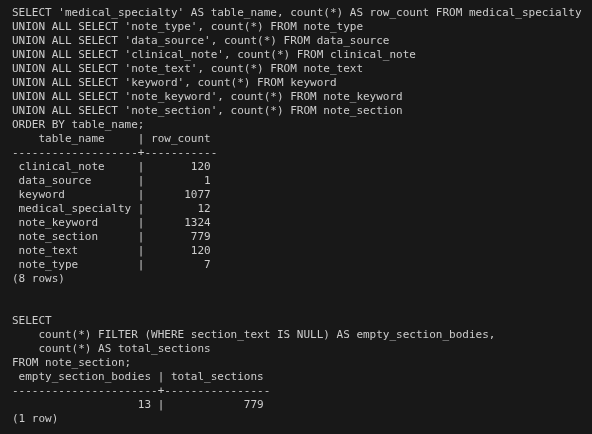 SELECT 'medical_specialty' AS table_name, count(*) AS row_count FROM medical_specialty
UNION ALL SELECT 'note_type', count(*) FROM note_type
UNION ALL SELECT 'data_source', count(*) FROM data_source
UNION ALL SELECT 'clinical_note', count(*) FROM clinical_note
UNION ALL SELECT 'note_text', count(*) FROM note_text
UNION ALL SELECT 'keyword', count(*) FROM keyword
UNION ALL SELECT 'note_keyword', count(*) FROM note_keyword
UNION ALL SELECT 'note_section', count(*) FROM note_section
ORDER BY table_name;
    table_name     | row_count
-------------------+-----------
 clinical_note     |       120
 data_source       |         1
 keyword           |      1077
 medical_specialty |        12
 note_keyword      |      1324
 note_section      |       779
 note_text         |       120
 note_type         |         7
(8 rows)

SELECT
    count(*) FILTER (WHERE section_text IS NULL) AS empty_section_bodies,
    count(*) AS total_sections
FROM note_section;
 empty_section_bodies | total_sections
----------------------+----------------
                   13 |            779
(1 row)